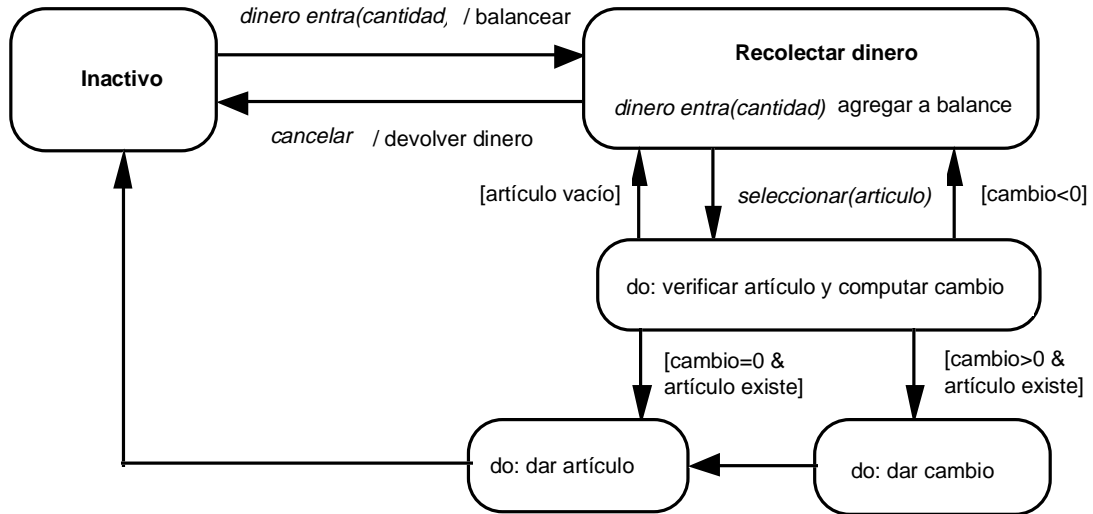 dinero entra(cantidad) / balancear
Inactivo
Recolectar dinero
dinero entra(cantidad) agregar a balance
cancelar / devolver dinero
[artículo vacío]
seleccionar(articulo)
[cambio<0]
do: verificar artículo y computar cambio
[cambio=0 &
artículo existe]
[cambio>0 &
artículo existe]
do: dar artículo
do: dar cambio